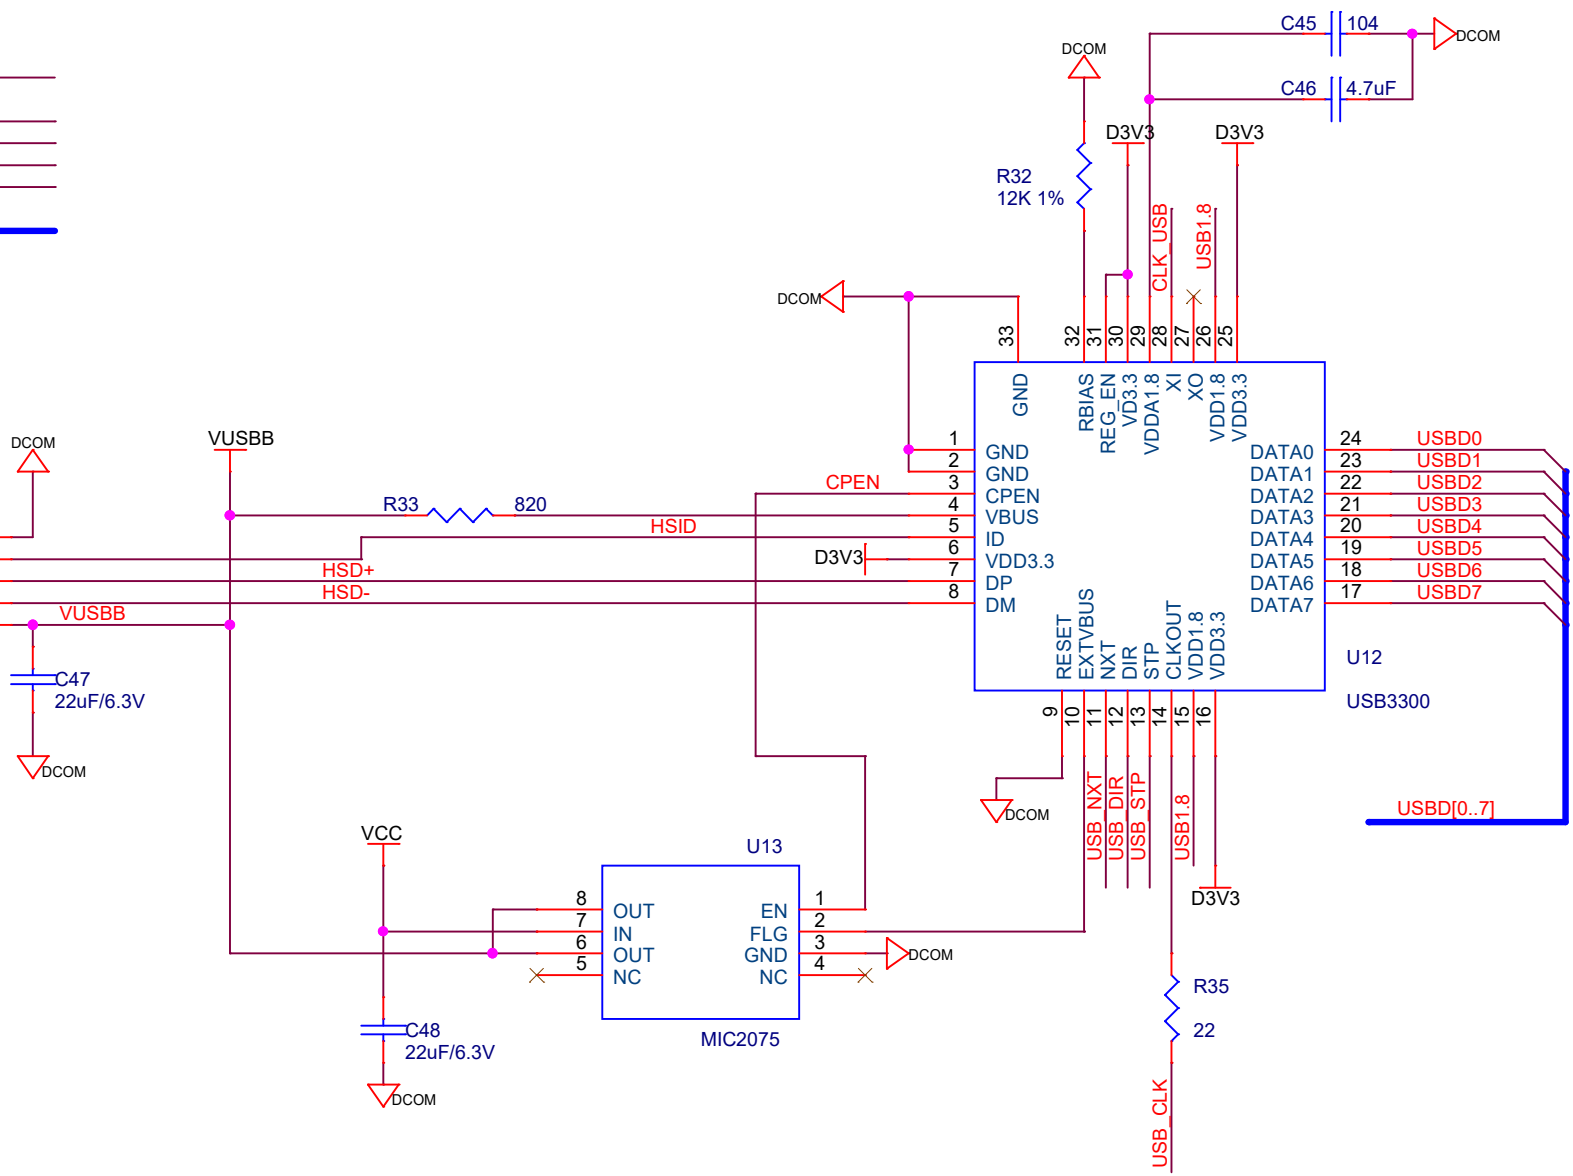 C45
104
DCOM
C46
4.7uF
DCOM
D3V3
D3V3
R32
12K 1%
CLK_USB
USB1.8
DCOM
33
32
31
30
29
28
27
26
25
GND
RBIAS
REG_EN
VD3.3
VDDA1.8
XI
XO
VDD1.8
VDD3.3
DCOM
VUSBB
1
GND
2
GND
CPEN
3
CPEN
R33
820
4
VBUS
HSID
5
ID
D3V3
6
VDD3.3
HSD+
7
DP
HSD-
8
DM
VUSBB
DATA0
24
USBD0
DATA1
23
USBD1
DATA2
22
USBD2
DATA3
21
USBD3
DATA4
20
USBD4
DATA5
19
USBD5
DATA6
18
USBD6
DATA7
17
USBD7
RESET
EXTVBUS
NXT
DIR
STP
CLKOUT
VDD1.8
VDD3.3
U12
USB3300
C47
22uF/6.3V
DCOM
9
10
11
12
13
14
15
16
DCOM
USB_NXT
USB_DIR
USB_STP
USB1.8
D3V3
USBD[0..7]
VCC
U13
8
OUT
EN
1
7
IN
FLG
2
6
OUT
GND
3
DCOM
5
NC
NC
4
MIC2075
C48
22uF/6.3V
DCOM
R35
22
USB_CLK